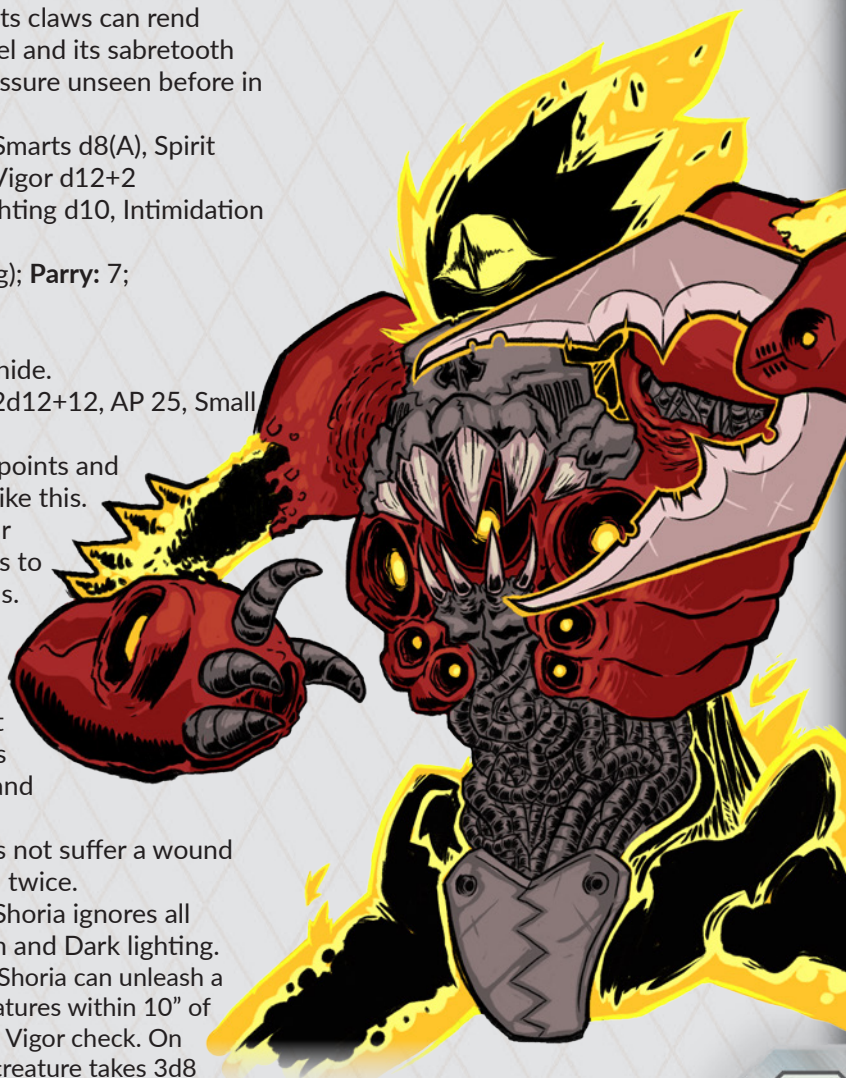 ts claws can rend
el and its sabretooth
ssure unseen before in
Smarts d8(A), Spirit
Vigor d12+2
hting d10, Intimidation
g); Parry: 7;
hide.
2d12+12, AP 25, Small
points and
ike this.
r
s to
s.
t
s
and
s not suffer a wound
twice.
Shoria ignores all
n and Dark lighting.
Shoria can unleash a
atures within 10” of
Vigor check. On
creature takes 3d8